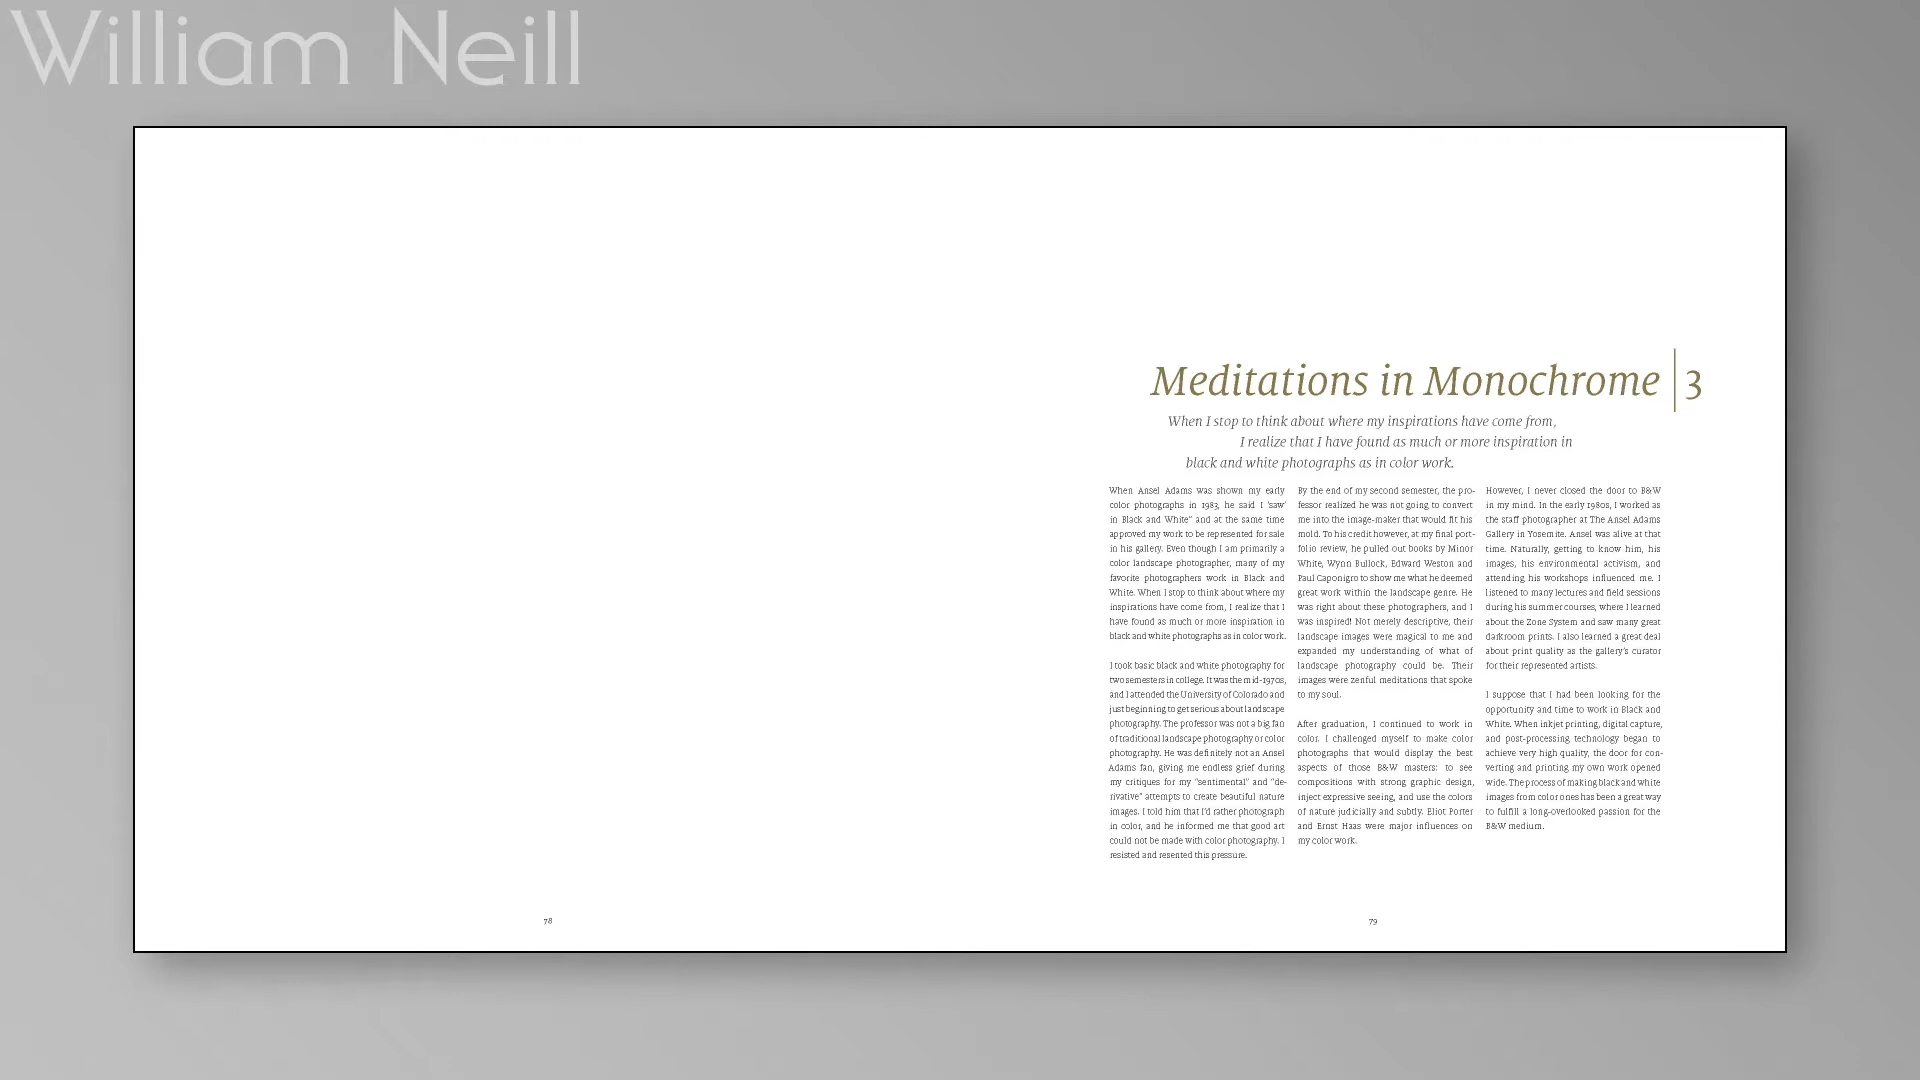 William Neill
Meditations in Monochrome | 3
When I stop to think about where my inspirations have come from,
I realize that I have found as much or more inspiration in
black and white photographs as in color work.
When Ansel Adams was shown my early
color photographs in 1983, he said I 'saw'
in Black and White" and at the same time
approved my work to be represented for sale
in his gallery. Even though I am primarily a
color landscape photographer, many of my
favorite photographers work in Black and
White. When I stop to think about where my
inspirations have come from, I realize that I
have found as much or more inspiration in
black and white photographs as in color work.
I took basic black and white photography for
two semesters in college. It was the mid-1970s,
and I attended the University of Colorado and
just beginning to get serious about landscape
photography. The professor was not a big fan
of traditional landscape photography or color
photography. He was definitely not an Ansel
Adams fan, giving me endless grief during
my critiques for my "sentimental" and "de-
rivative" attempts to create beautiful nature
images. I told him that I'd rather photograph
in color, and he informed me that good art
could not be made with color photography. I
resisted and resented this pressure.
By the end of my second semester, the pro-
fessor realized he was not going to convert
me into the image-maker that would fit his
mold. To his credit however, at my final port-
folio review, he pulled out books by Minor
White, Wynn Bullock, Edward Weston and
Paul Caponigro to show me what he deemed
great work within the landscape genre. He
was right about these photographers, and I
was inspired! Not merely descriptive, their
landscape images were magical to me and
expanded my understanding of what of
landscape photography could be. Their
images were zenful meditations that spoke
to my soul.
After graduation, I continued to work in
color. I challenged myself to make color
photographs that would display the best
aspects of those B&W masters: to see
compositions with strong graphic design,
inject expressive seeing, and use the colors
of nature judicially and subtly. Eliot Porter
and Ernst Haas were major influences on
my color work.
However, I never closed the door to B&W
in my mind. In the early 1980s, I worked as
the staff photographer at The Ansel Adams
Gallery in Yosemite. Ansel was alive at that
time. Naturally, getting to know him, his
images, his environmental activism, and
attending his workshops influenced me. I
listened to many lectures and field sessions
during his summer courses, where I learned
about the Zone System and saw many great
darkroom prints. I also learned a great deal
about print quality as the gallery's curator
for their represented artists.
I suppose that I had been looking for the
opportunity and time to work in Black and
White. When inkjet printing, digital capture,
and post-processing technology began to
achieve very high quality, the door for con-
verting and printing my own work opened
wide. The process of making black and white
images from color ones has been a great way
to fulfill a long-overlooked passion for the
B&W medium.
78
79